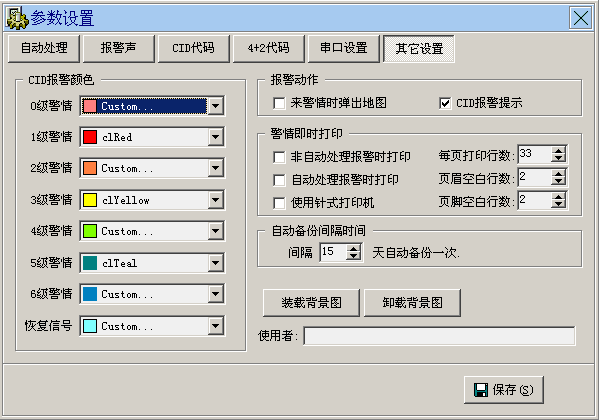 参数设置
自动处理 报警声 CID代码 4+2代码 串口设置 其它设置
CID报警颜色
0级警情 Custom...
1级警情 clRed
2级警情 Custom...
3级警情 clYellow
4级警情 Custom...
5级警情 clTeal
6级警情 Custom...
恢复信号 Custom...
报警动作
来警情时弹出地图 CID报警提示
警情即时打印
非自动处理报警时打印 每页打印行数: 33
自动处理报警时打印 页眉空白行数: 2
使用针式打印机 页脚空白行数: 2
自动备份间隔时间
间隔 15 天自动备份一次.
装载背景图 卸载背景图
使用者:
保存(S)